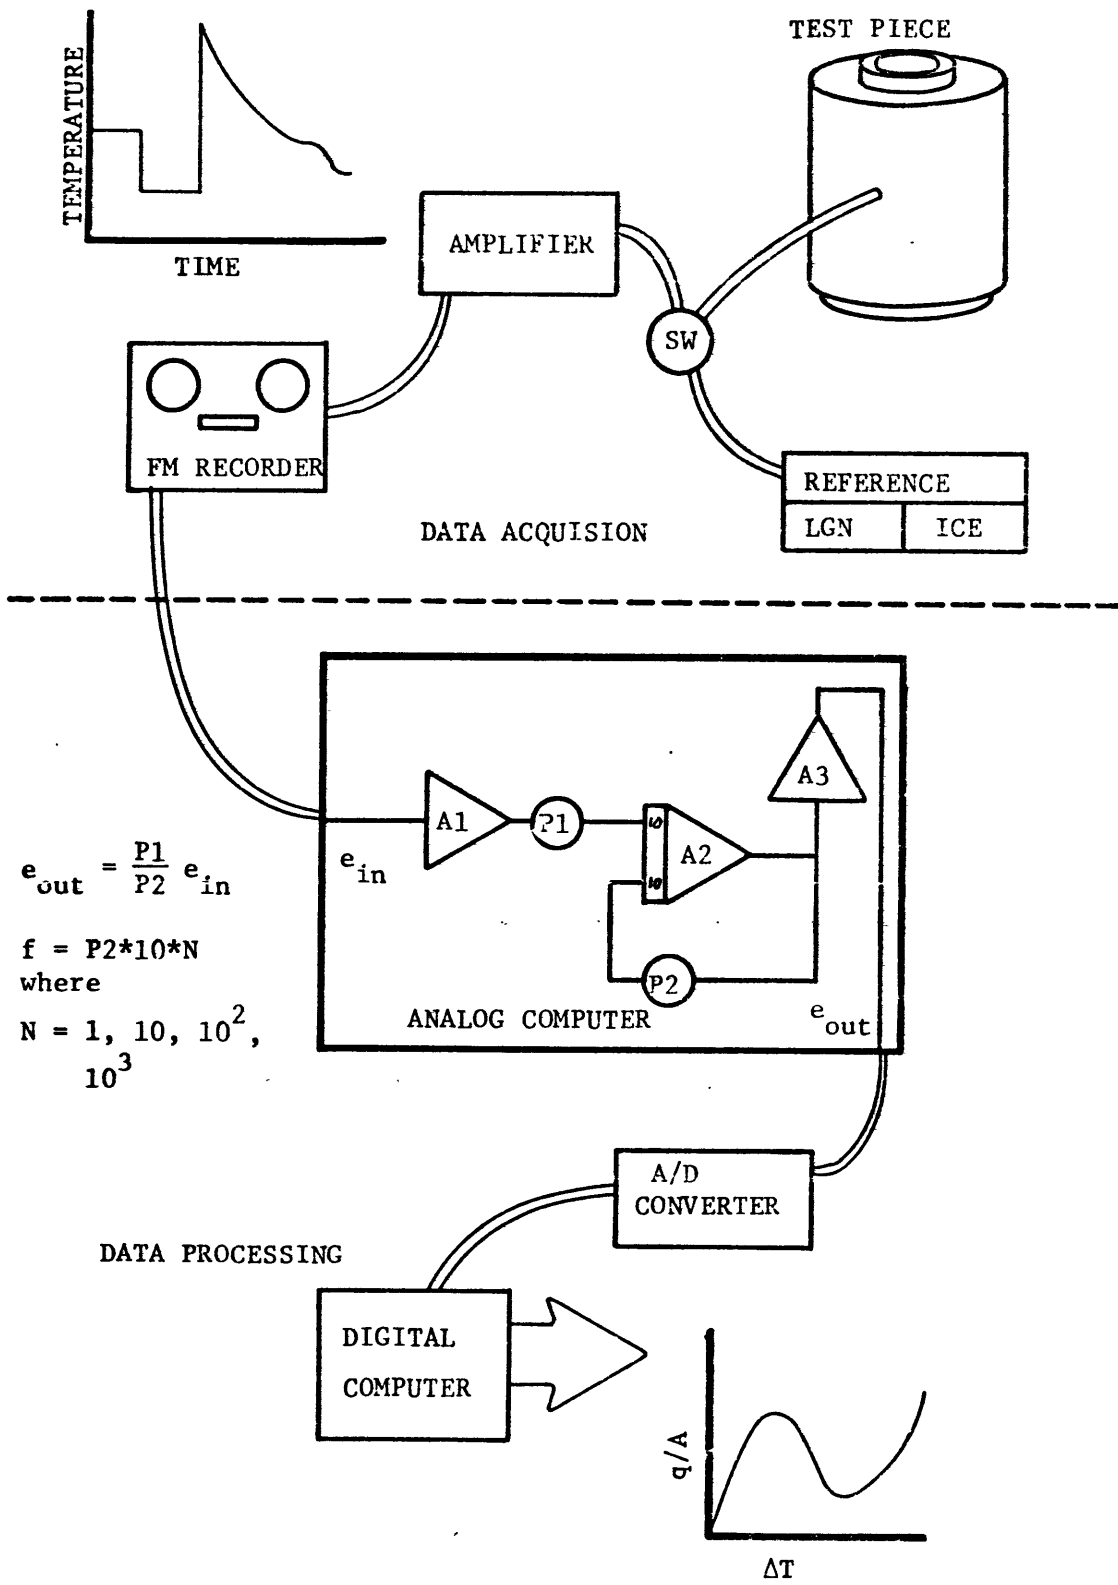 TEST PIECE
TEMPERATURE
TIME
AMPLIFIER
SW
FM RECORDER
REFERENCE
LGN ICE
DATA ACQUISION
A3
A1 P1 10 A2
10
e_in
e_out = P1/P2 e_in
f = P2*10*N
where
N = 1, 10, 10^2,
10^3
P2
e_out
ANALOG COMPUTER
A/D
CONVERTER
DATA PROCESSING
DIGITAL
COMPUTER
q/A
ΔT